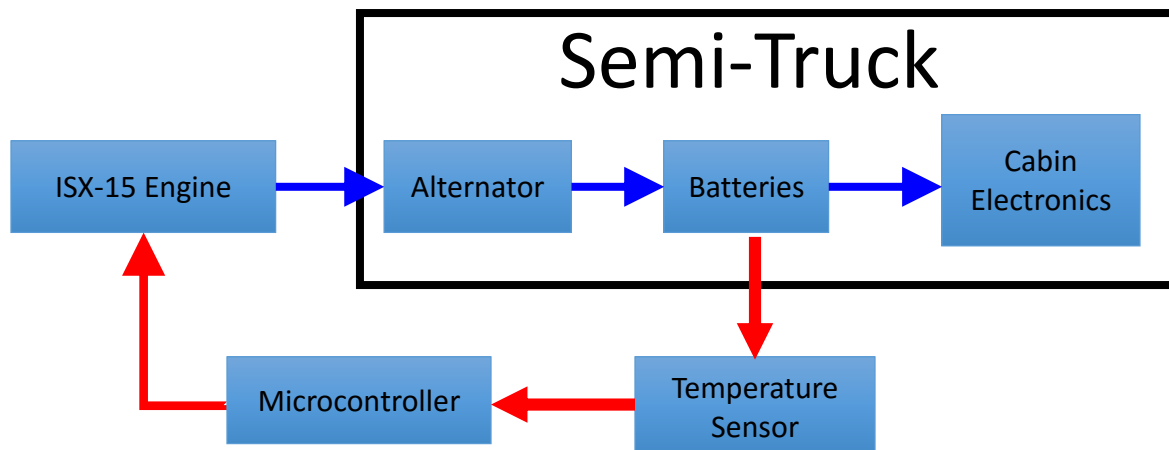 Semi-Truck
ISX-15 Engine
Alternator
Batteries
Cabin
Electronics
Microcontroller
Temperature
Sensor